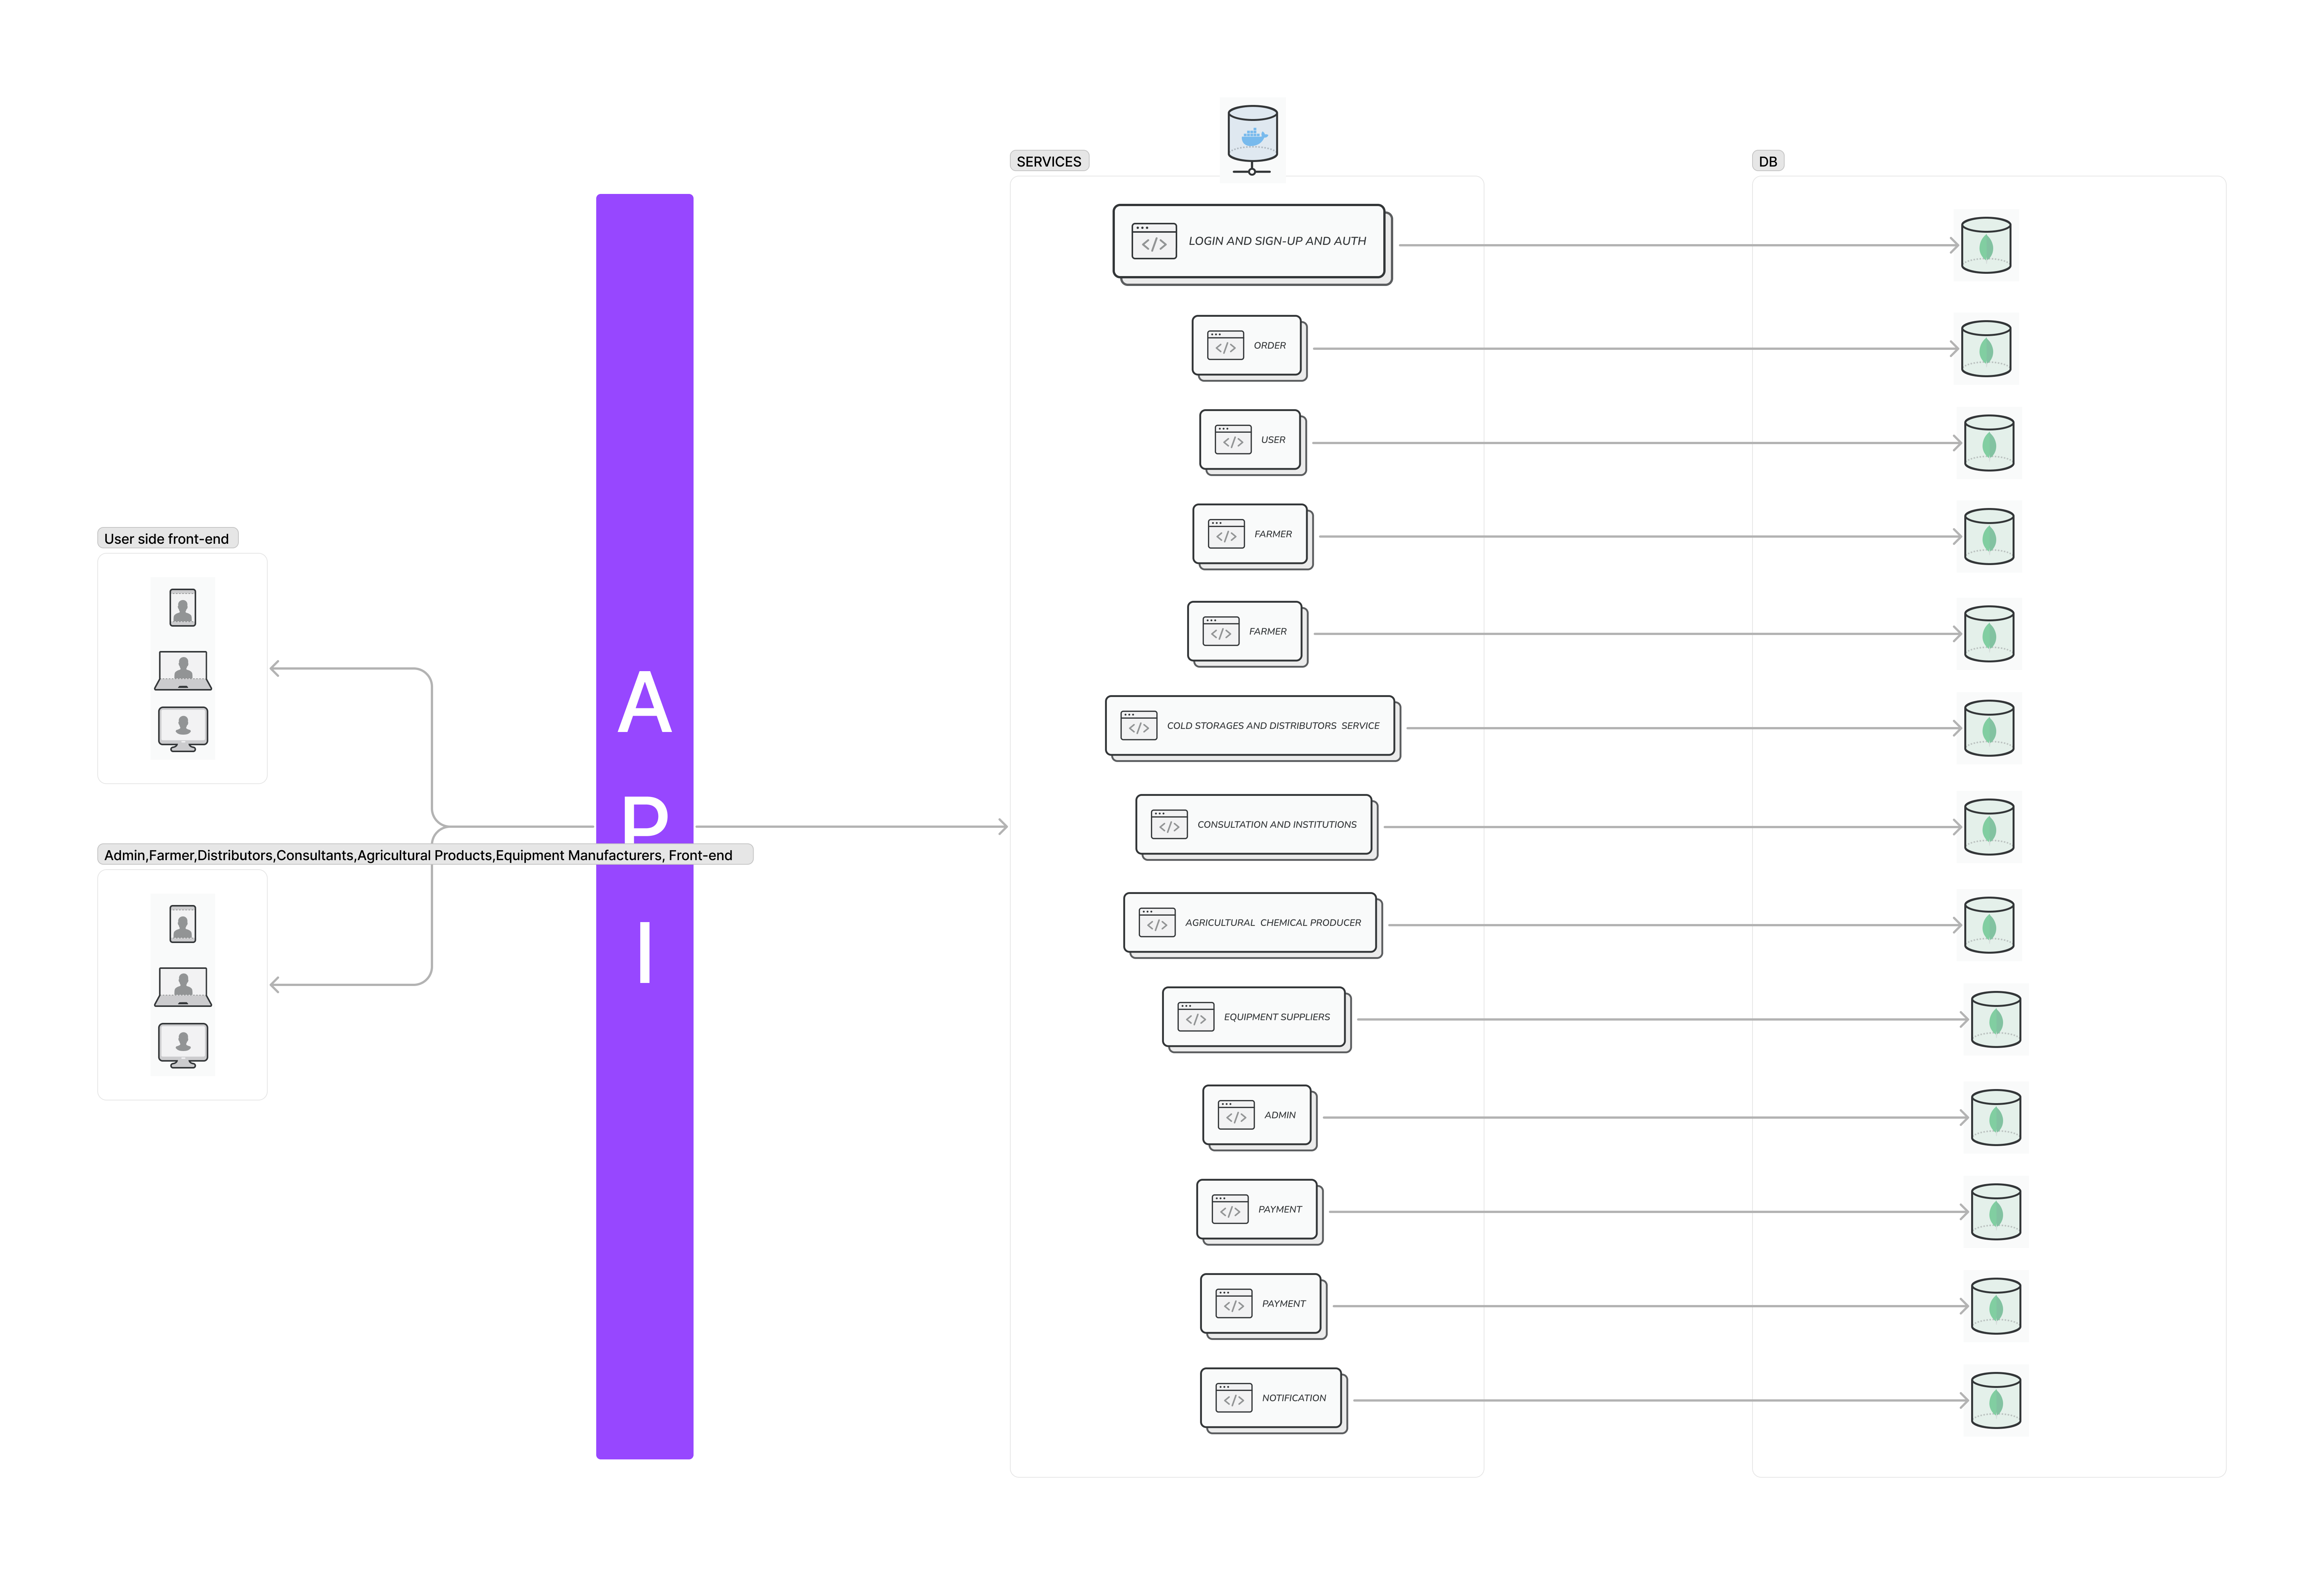 SERVICES
DB
LOGIN AND SIGN-UP AND AUTH
ORDER
USER
FARMER
FARMER
COLD STORAGES AND DISTRIBUTORS SERVICE
CONSULTATION AND INSTITUTIONS
AGRICULTURAL CHEMICAL PRODUCER
EQUIPMENT SUPPLIERS
ADMIN
PAYMENT
PAYMENT
NOTIFICATION
User side front-end
A
P
I
Admin,Farmer,Distributors,Consultants,Agricultural Products,Equipment Manufacturers, Front-end